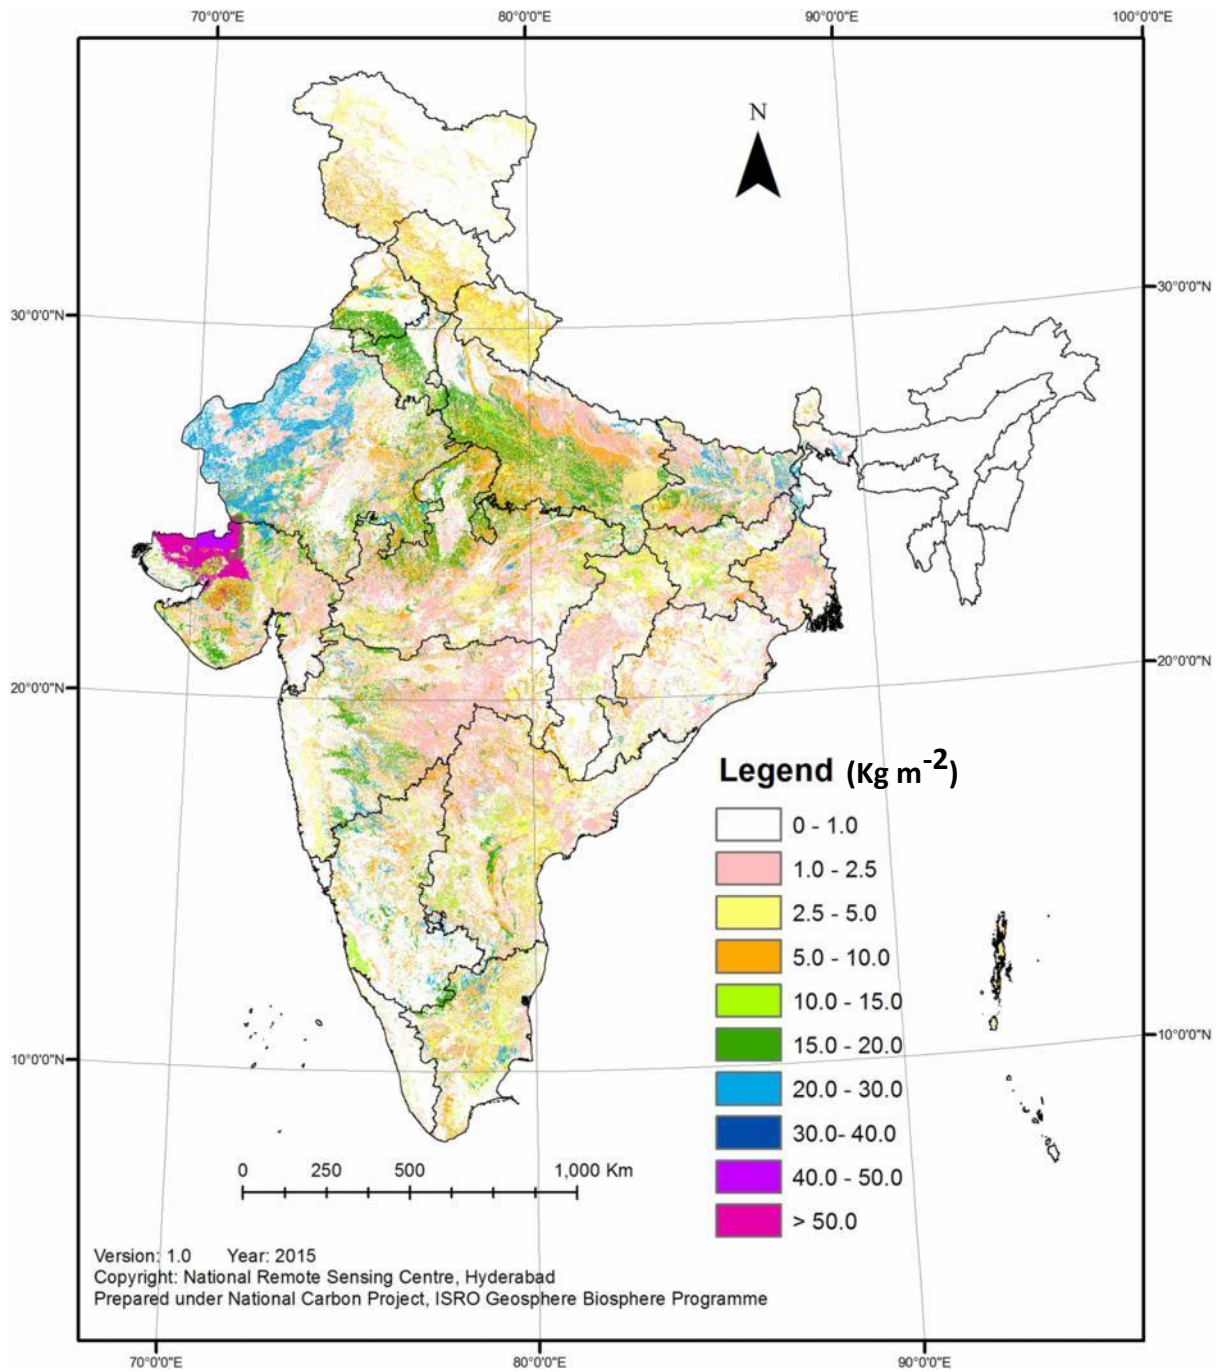 70°0'0"E 80°0'0"E 90°0'0"E 100°0'0"E
N
30°0'0"N 30°0'0"N
20°0'0"N 20°0'0"N
10°0'0"N 10°0'0"N
Legend (Kg m-2)
0 - 1.0
1.0 - 2.5
2.5 - 5.0
5.0 - 10.0
10.0 - 15.0
15.0 - 20.0
20.0 - 30.0
30.0- 40.0
40.0 - 50.0
> 50.0
0 250 500 1,000 Km
Version: 1.0 Year: 2015
Copyright: National Remote Sensing Centre, Hyderabad
Prepared under National Carbon Project, ISRO Geosphere Biosphere Programme
70°0'0"E 80°0'0"E 90°0'0"E